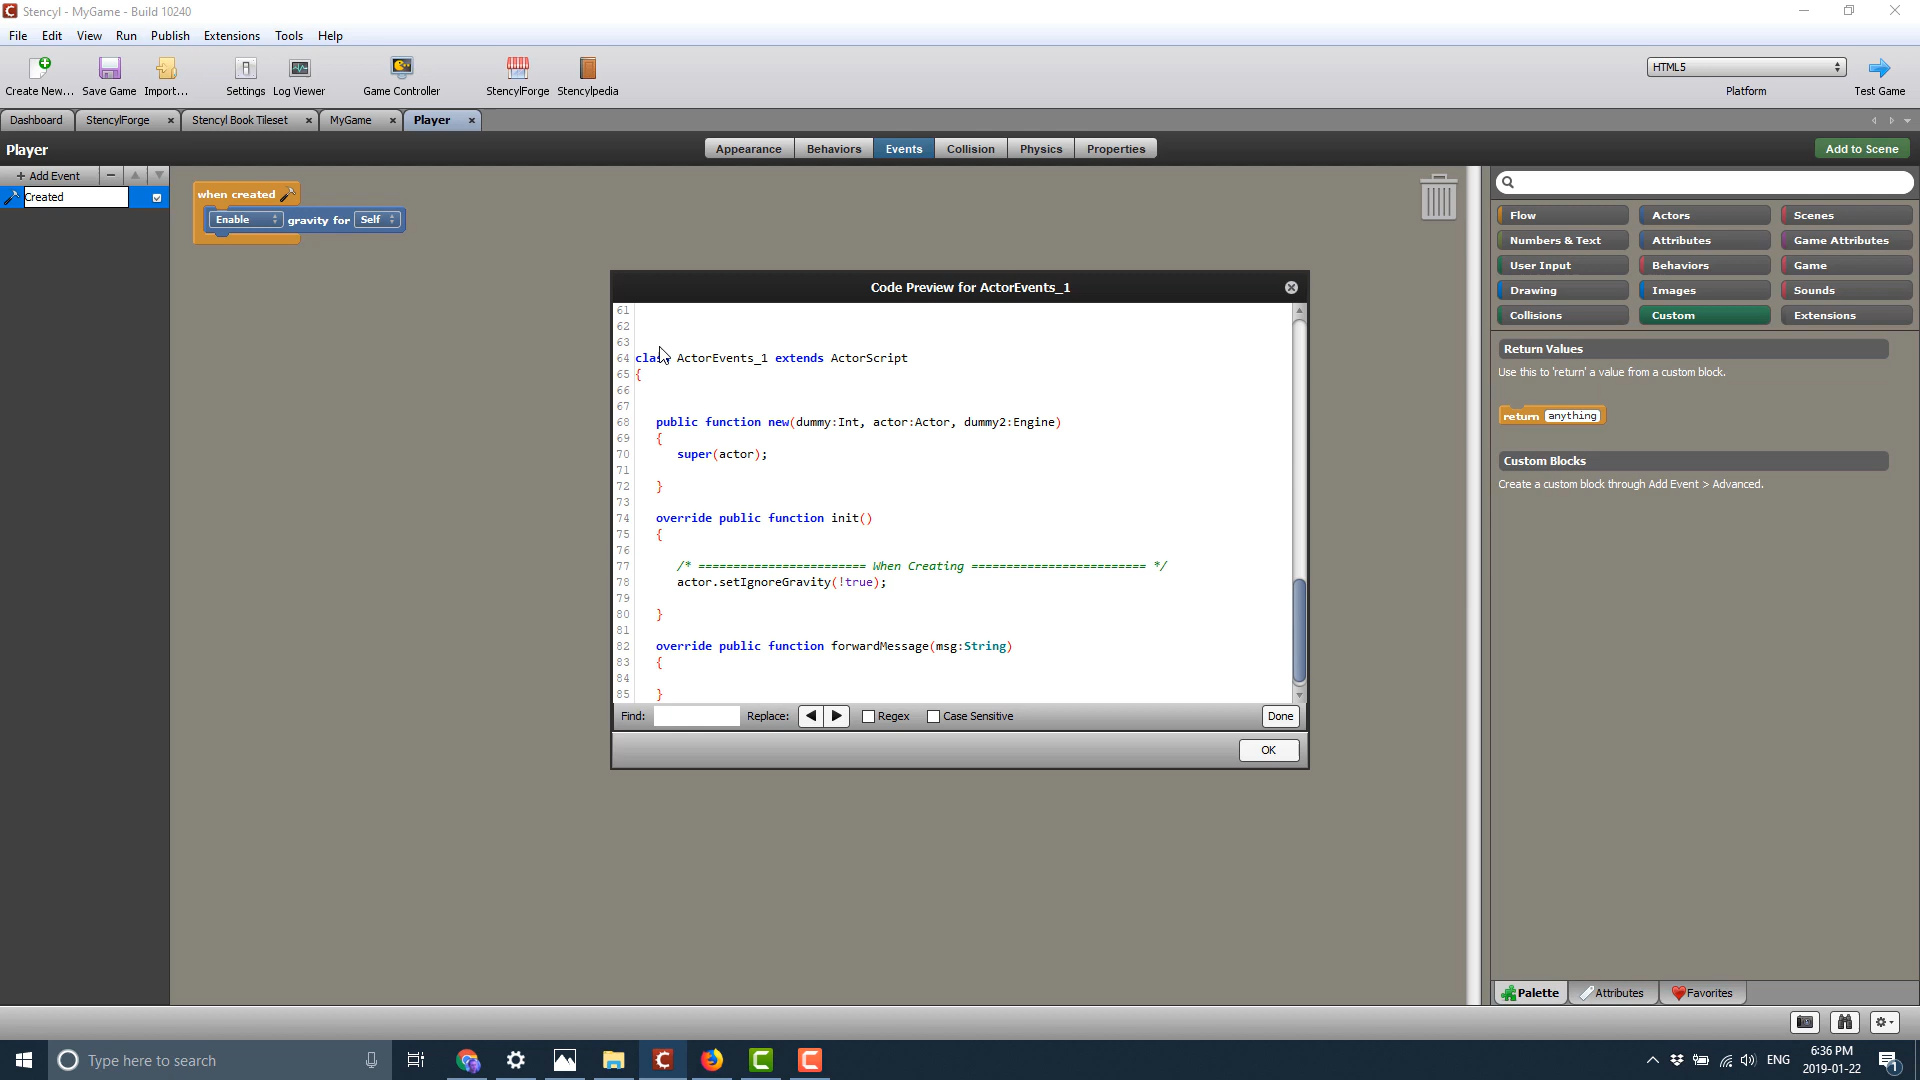 Stencyl - MyGame - Build 10240
File Edit View Run Publish Extensions Tools Help
Create New... Save Game Import... Settings Log Viewer Game Controller StencylForge Stencylpedia
HTML5
Platform
Test Game
Dashboard StencylForge Stencyl Book Tileset MyGame Player
Player
Appearance Behaviors Events Collision Physics Properties
Add to Scene
+ Add Event
Created
when created
Enable gravity for Self
Code Preview for ActorEvents_1
61
62
63
64 class ActorEvents_1 extends ActorScript
65 {
66
67
68 public function new(dummy:Int, actor:Actor, dummy2:Engine)
69 {
70 super(actor);
71
72 }
73
74 override public function init()
75 {
76
77 /* ======================== When Creating ========================= */
78 actor.setIgnoreGravity(!true);
79
80 }
81
82 override public function forwardMessage(msg:String)
83 {
84
85 }
Find: Replace: Regex Case Sensitive Done
OK
Flow Actors Scenes
Numbers & Text Attributes Game Attributes
User Input Behaviors Game
Drawing Images Sounds
Collisions Custom Extensions
Return Values
Use this to 'return' a value from a custom block.
return anything
Custom Blocks
Create a custom block through Add Event > Advanced.
Palette Attributes Favorites
Type here to search
ENG
6:36 PM
2019-01-22
1